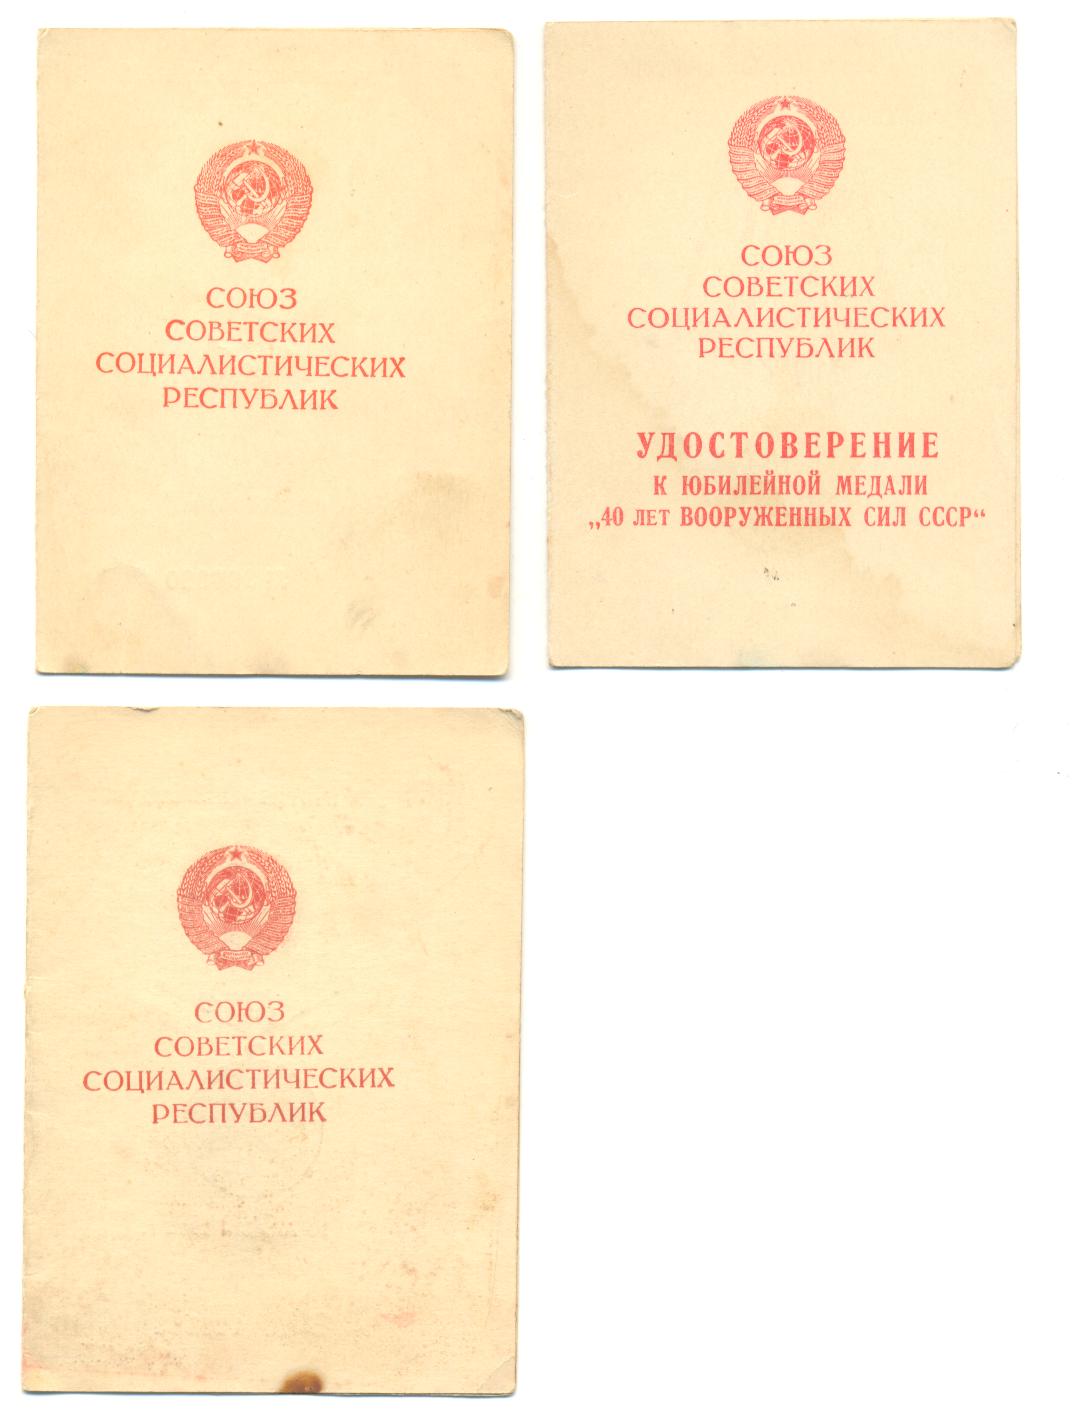 СОЮЗ
СОВЕТСКИХ
СОЦИАЛИСТИЧЕСКИХ
РЕСПУБЛИК
СОЮЗ
СОВЕТСКИХ
СОЦИАЛИСТИЧЕСКИХ
РЕСПУБЛИК
УДОСТОВЕРЕНИЕ
К ЮБИЛЕЙНОЙ МЕДАЛИ
„40 ЛЕТ ВООРУЖЕННЫХ СИЛ СССР“
СОЮЗ
СОВЕТСКИХ
СОЦИАЛИСТИЧЕСКИХ
РЕСПУБЛИК